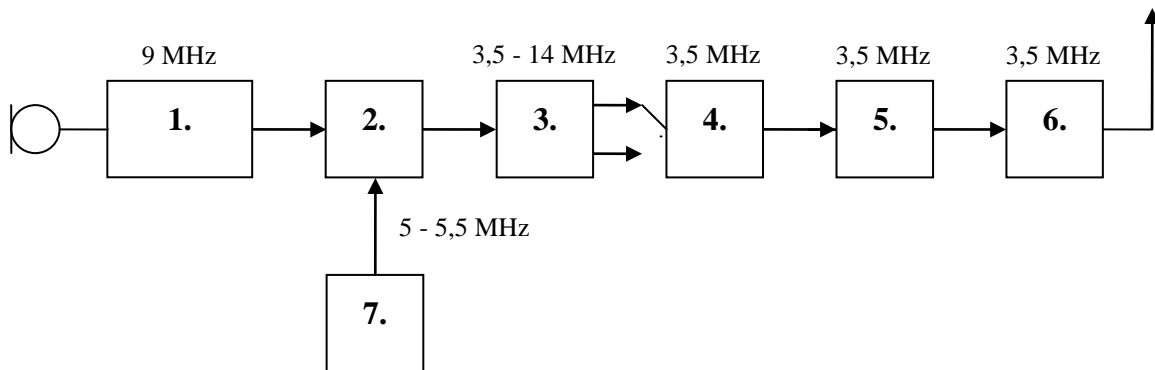 9 MHz
3,5 - 14 MHz
3,5 MHz
3,5 MHz
3,5 MHz
1.
2.
3.
4.
5.
6.
5 - 5,5 MHz
7.